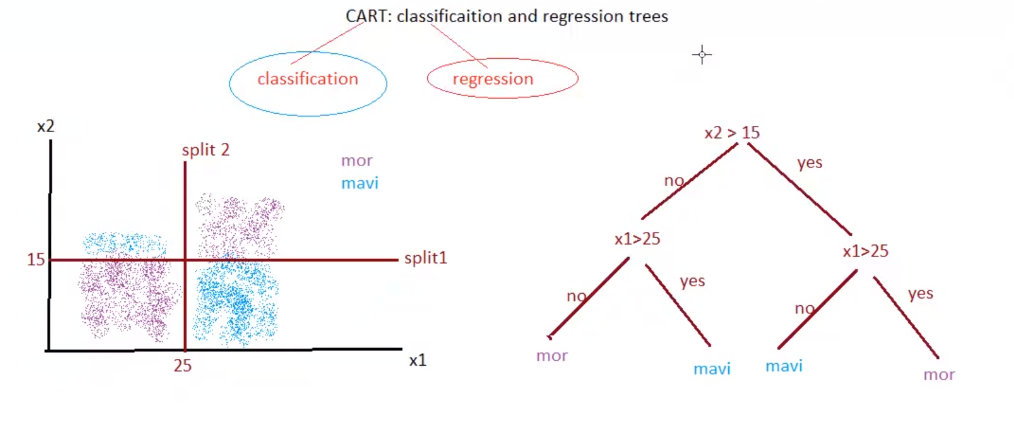 CART: classificaition and regression trees
classification
regression
x2
split 2
mor
mavi
15
split1
25
x1
x2 > 15
no
yes
x1>25
x1>25
no
yes
no
yes
mor
mavi
mavi
mor